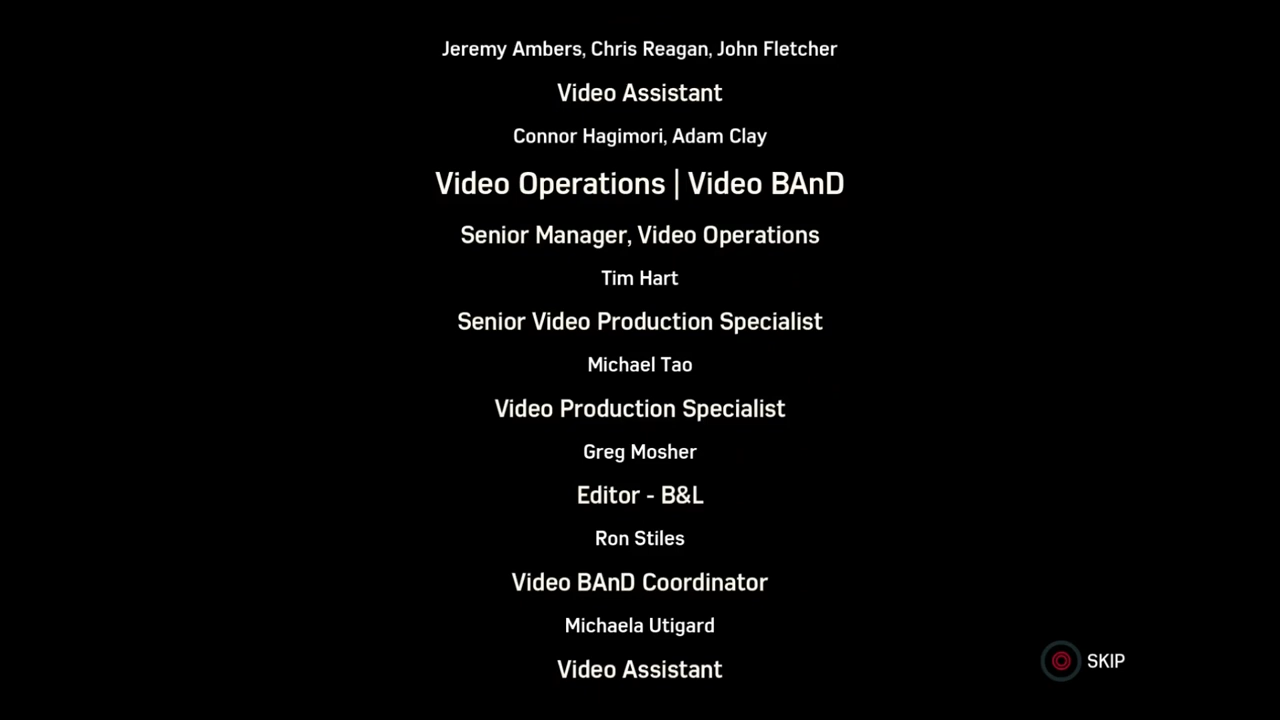 Jeremy Ambers, Chris Reagan, John Fletcher
Video Assistant
Connor Hagimori, Adam Clay
Video Operations | Video BAnD
Senior Manager, Video Operations
Tim Hart
Senior Video Production Specialist
Michael Tao
Video Production Specialist
Greg Mosher
Editor - B&L
Ron Stiles
Video BAnD Coordinator
Michaela Utigard
Video Assistant
SKIP